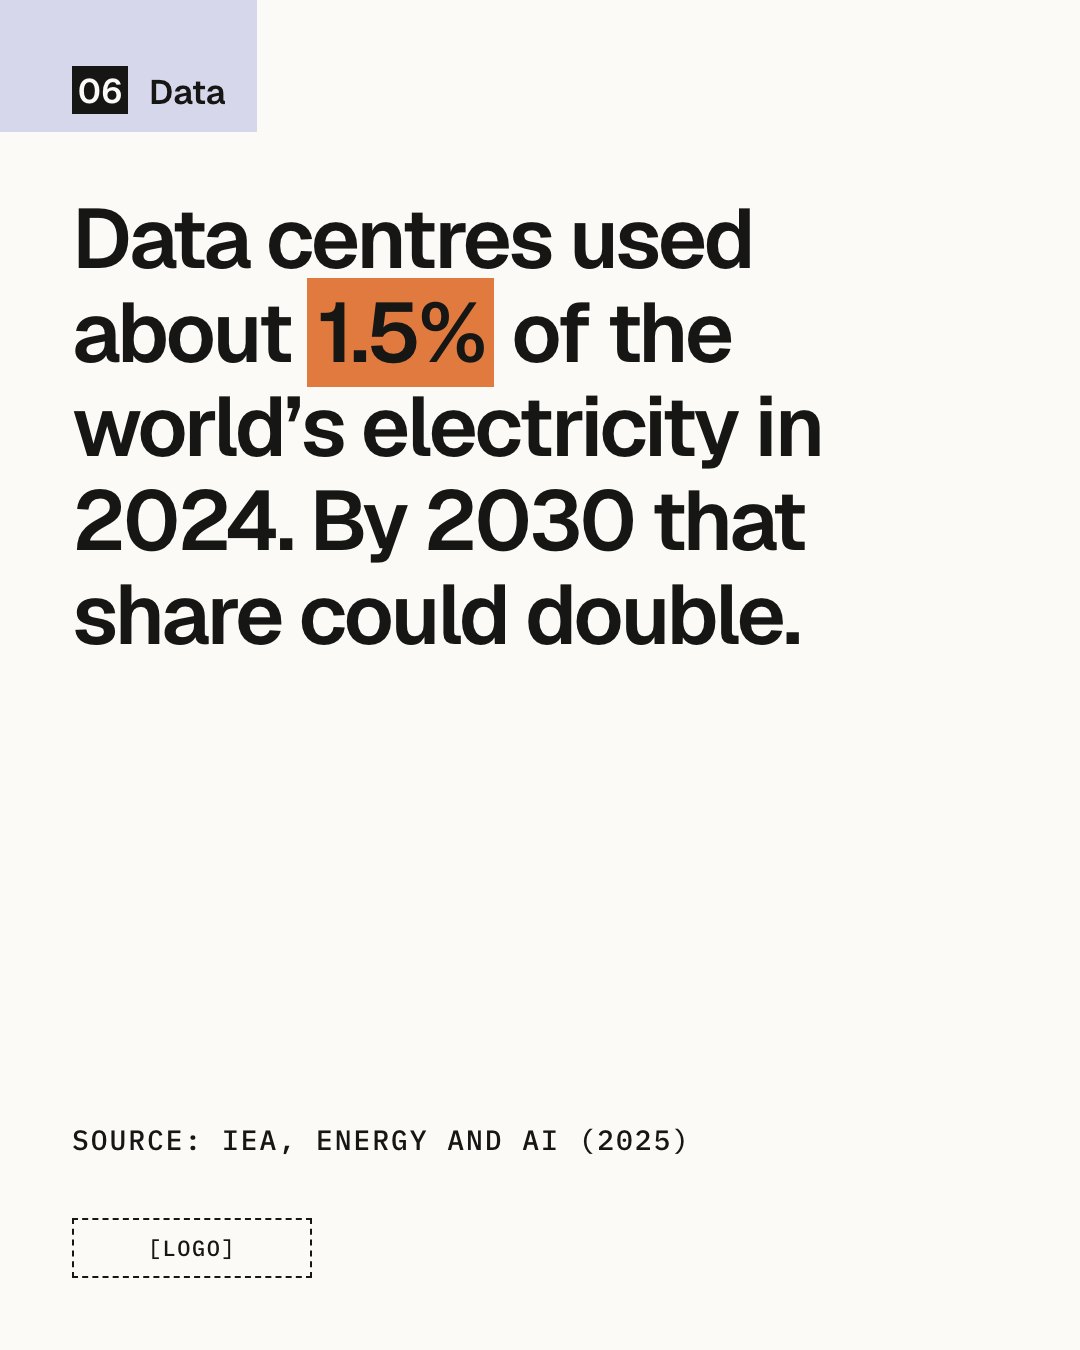 06 Data
Data centres used
about 1.5% of the
world’s electricity in
2024. By 2030 that
share could double.
SOURCE: IEA, ENERGY AND AI (2025)
[LOGO]